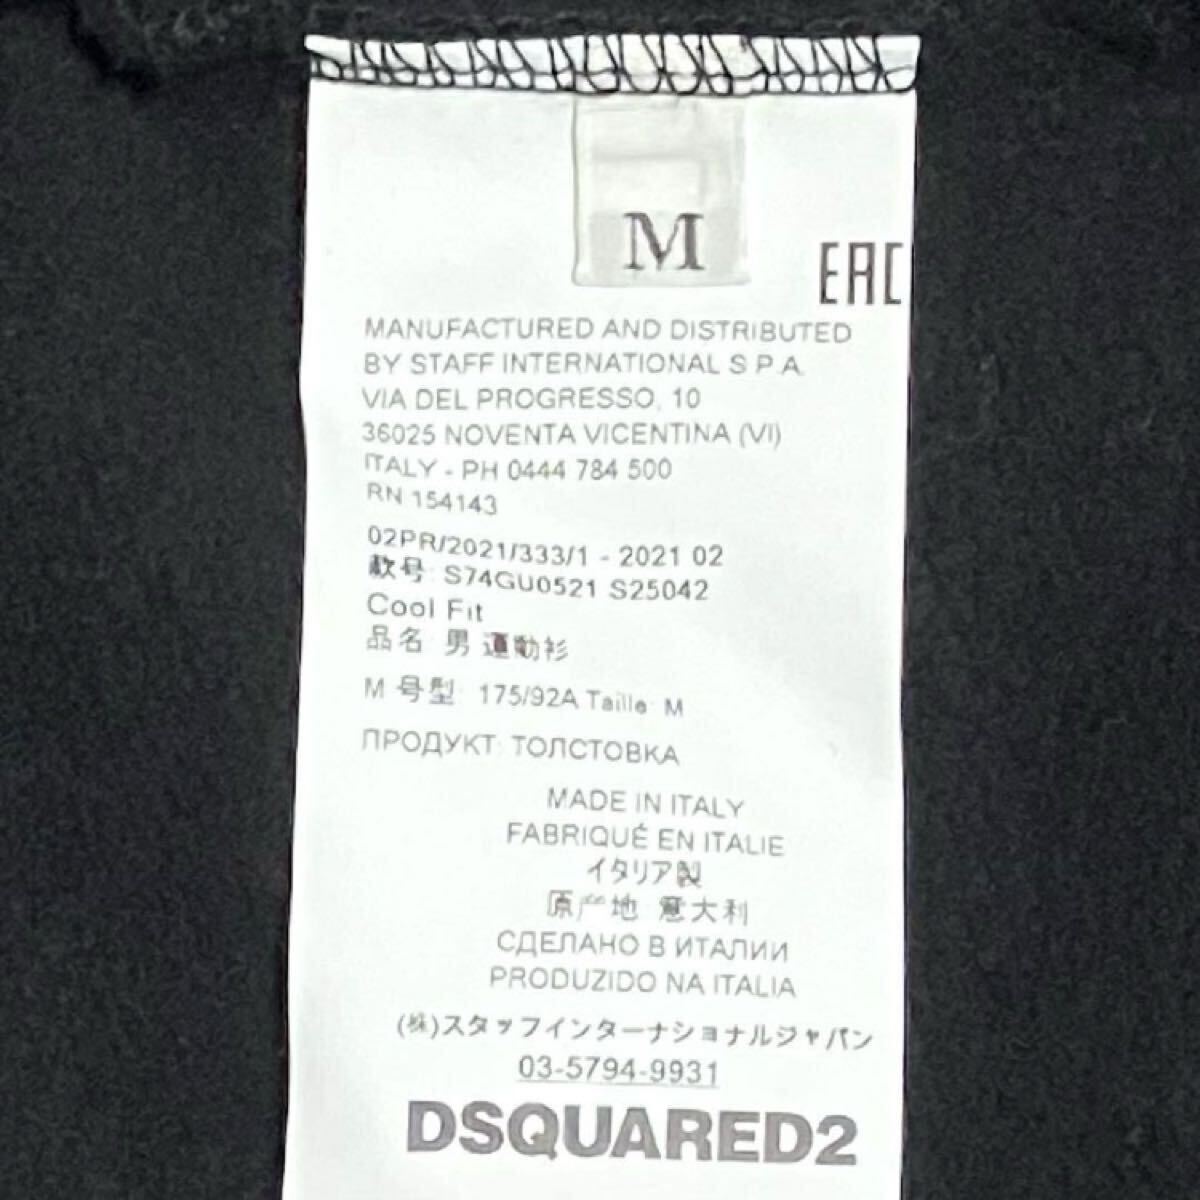 M
EAC
MANUFACTURED AND DISTRIBUTED
BY STAFF INTERNATIONAL S P A
VIA DEL PROGRESSO, 10
36025 NOVENTA VICENTINA (VI)
ITALY - PH 0444 784 500
RN 154143
02PR/2021/333/1 - 2021 02
款号: S74GU0521 S25042
Cool Fit
品名: 男 運動衫
M 号型: 175/92A Taille: M
ПРОДУКТ: ТОЛСТОВКА
MADE IN ITALY
FABRIQUÉ EN ITALIE
イタリア製
原产地 意大利
СДЕЛАНО В ИТАЛИИ
PRODUZIDO NA ITALIA
(株)スタッフインターナショナルジャパン
03-5794-9931
DSQUARED2